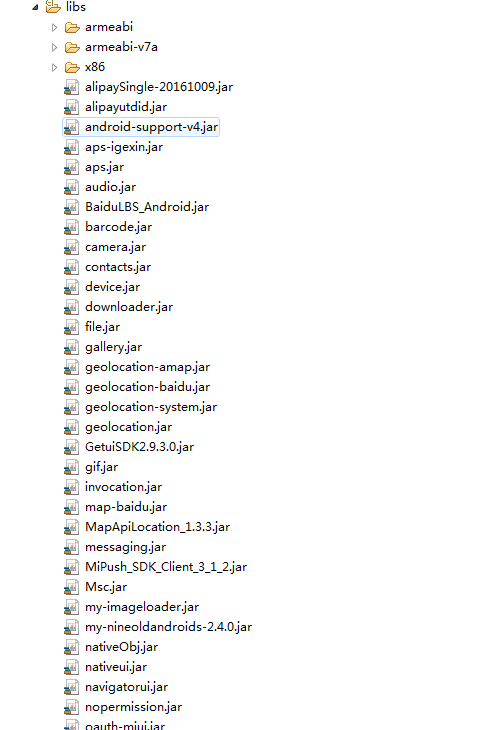 libs
armeabi
armeabi-v7a
x86
alipaySingle-20161009.jar
alipayutdid.jar
android-support-v4.jar
aps-igexin.jar
aps.jar
audio.jar
BaiduLBS_Android.jar
barcode.jar
camera.jar
contacts.jar
device.jar
downloader.jar
file.jar
gallery.jar
geolocation-amap.jar
geolocation-baidu.jar
geolocation-system.jar
geolocation.jar
GetuiSDK2.9.3.0.jar
gif.jar
invocation.jar
map-baidu.jar
MapApiLocation_1.3.3.jar
messaging.jar
MiPush_SDK_Client_3_1_2.jar
Msc.jar
my-imageloader.jar
my-nineoldandroids-2.4.0.jar
nativeObj.jar
nativeui.jar
navigatorui.jar
nopermission.jar
oauth-miui.jar